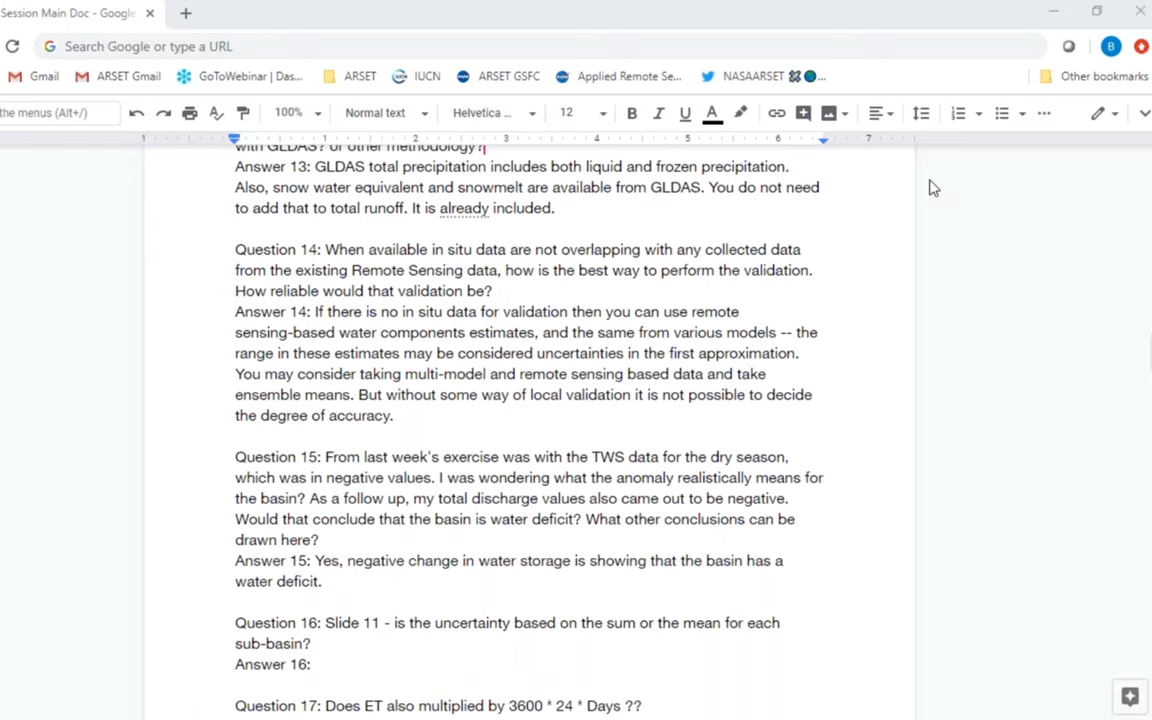 Session Main Doc - Google
Search Google or type a URL
Gmail
ARSET Gmail
GoToWebinar | Das...
ARSET
IUCN
ARSET GSFC
Applied Remote Se...
NASAARSET
Other bookmarks
the menus (Alt+/)
100%
Normal text
Helvetica ...
12
B I U A
1 1 2 3 4 5 6 7
with GLDAS? or other methodology?
Answer 13: GLDAS total precipitation includes both liquid and frozen precipitation.
Also, snow water equivalent and snowmelt are available from GLDAS. You do not need
to add that to total runoff. It is already included.
Question 14: When available in situ data are not overlapping with any collected data
from the existing Remote Sensing data, how is the best way to perform the validation.
How reliable would that validation be?
Answer 14: If there is no in situ data for validation then you can use remote
sensing-based water components estimates, and the same from various models -- the
range in these estimates may be considered uncertainties in the first approximation.
You may consider taking multi-model and remote sensing based data and take
ensemble means. But without some way of local validation it is not possible to decide
the degree of accuracy.
Question 15: From last week's exercise was with the TWS data for the dry season,
which was in negative values. I was wondering what the anomaly realistically means for
the basin? As a follow up, my total discharge values also came out to be negative.
Would that conclude that the basin is water deficit? What other conclusions can be
drawn here?
Answer 15: Yes, negative change in water storage is showing that the basin has a
water deficit.
Question 16: Slide 11 - is the uncertainty based on the sum or the mean for each
sub-basin?
Answer 16:
Question 17: Does ET also multiplied by 3600 * 24 * Days ??